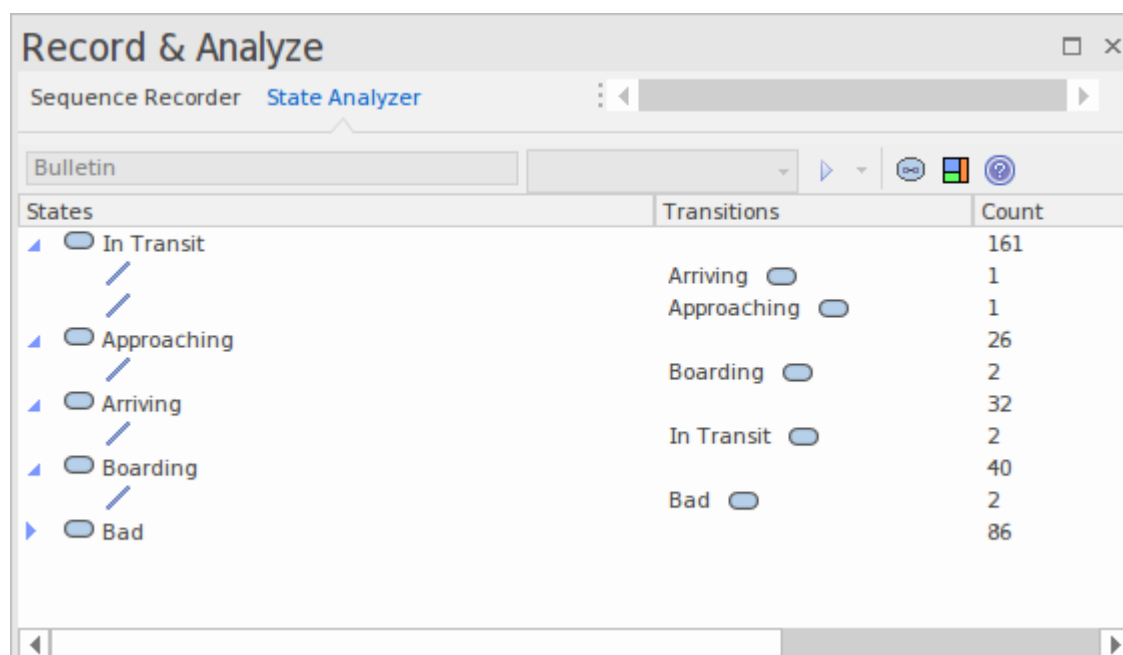 Record & Analyze
Sequence Recorder State Analyzer
Bulletin
States Transitions Count
In Transit 161
Arriving 1
Approaching 1
Approaching 26
Boarding 2
Arriving 32
In Transit 2
Boarding 40
Bad 2
Bad 86